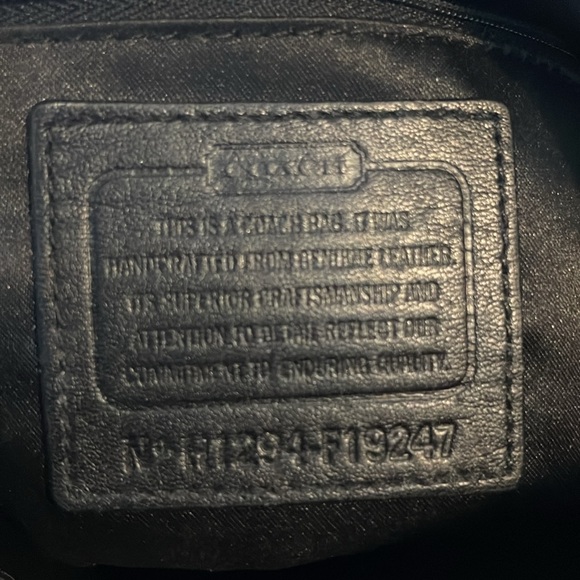 COACH
THIS IS A COACH BAG. IT WAS
HANDCRAFTED FROM GENUINE LEATHER.
ITS SUPERIOR CRAFTSMANSHIP AND
ATTENTION TO DETAIL REFLECT OUR
COMMITMENT TO ENDURING QUALITY.
Nº H1294-F19247